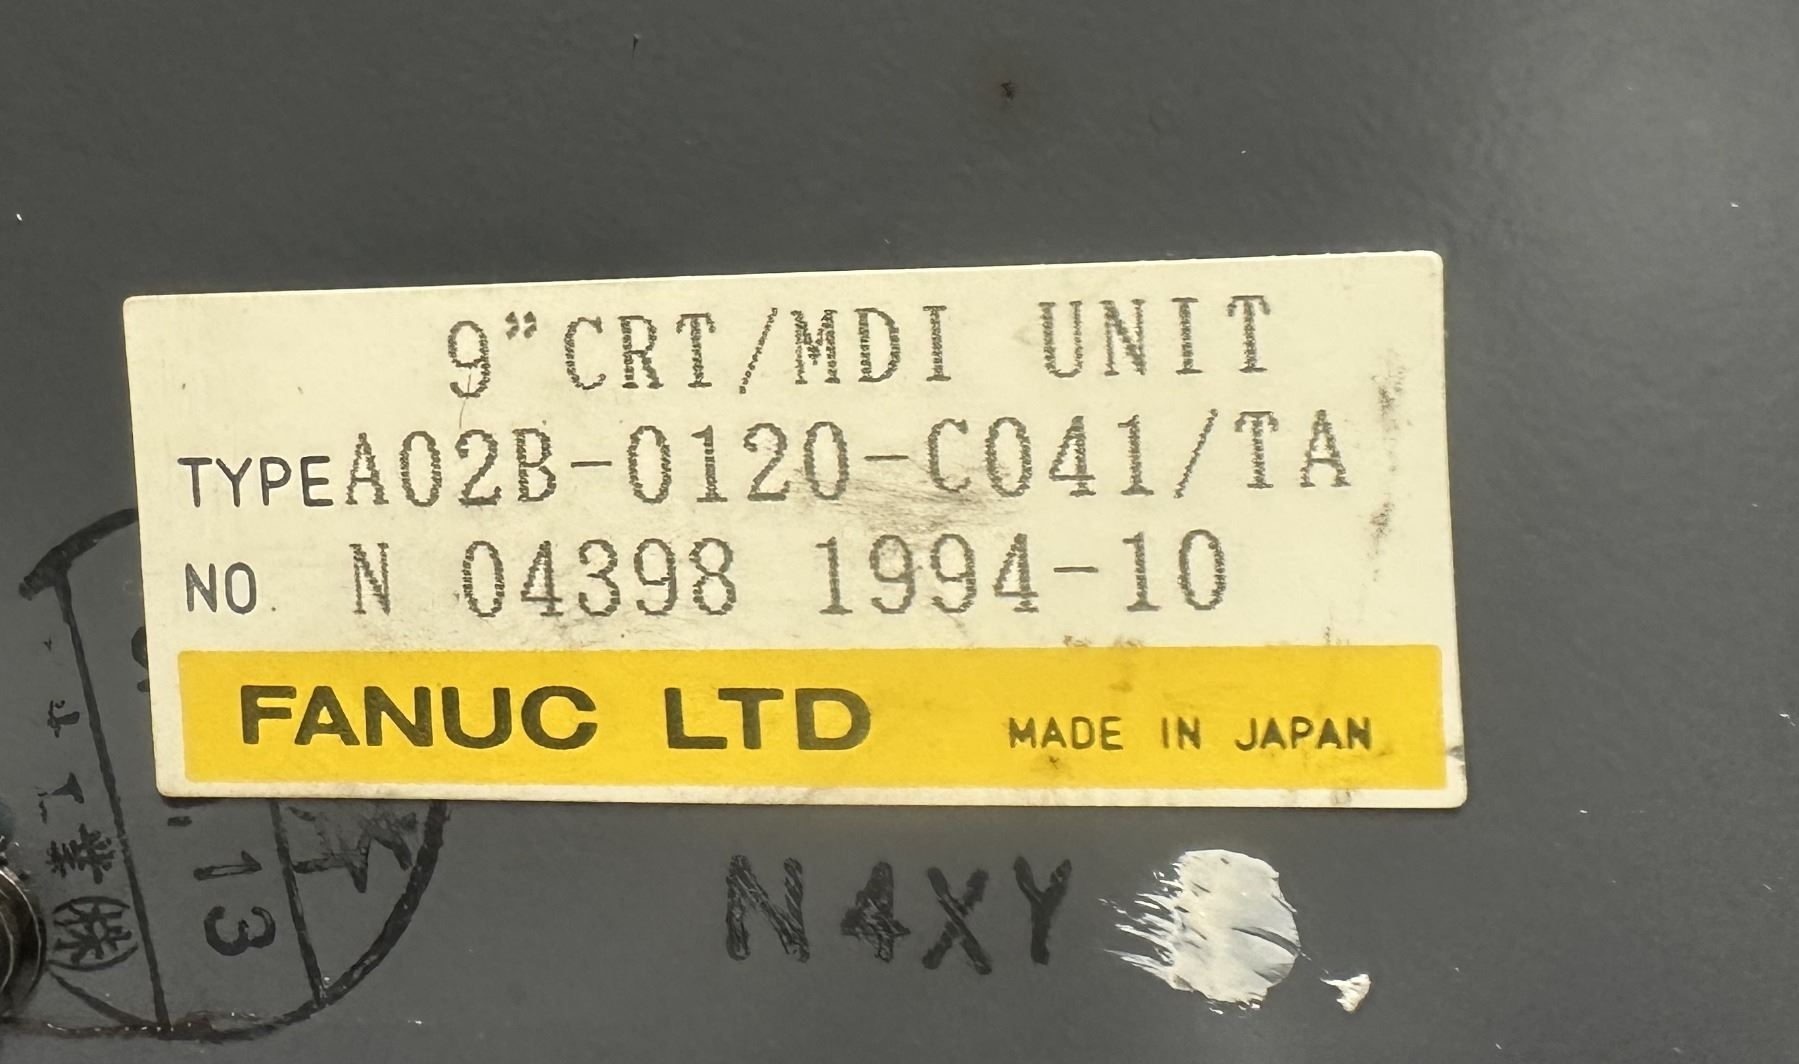 9"CRT/MDI UNIT
TYPE A02B-0120-C041/TA
NO. N 04398 1994-10
FANUC LTD MADE IN JAPAN
N4XY
13